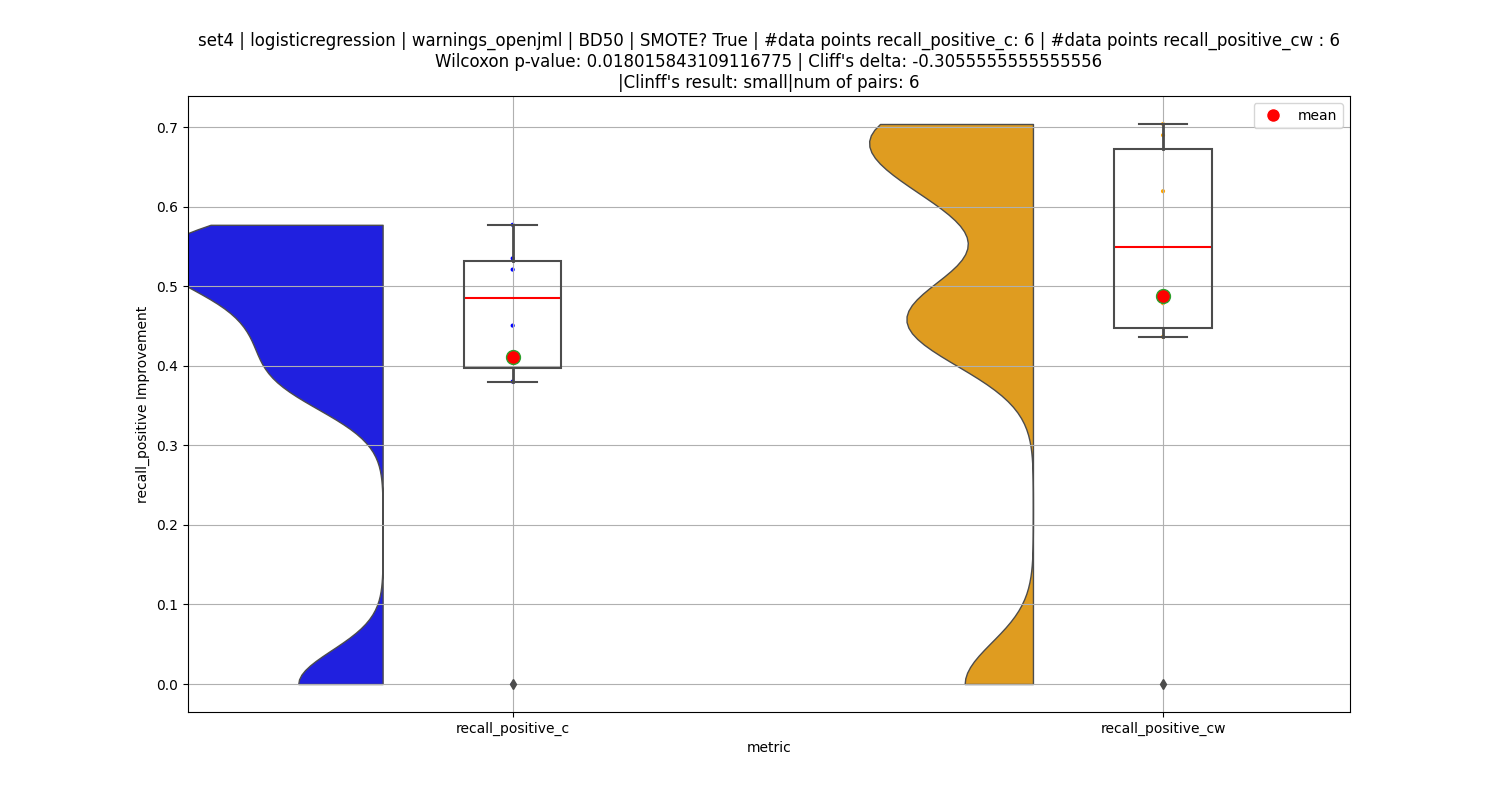 set4 | logisticregression | warnings_openjml | BD50 | SMOTE? True | #data points recall_positive_c: 6 | #data points recall_positive_cw : 6
Wilcoxon p-value: 0.018015843109116775 | Cliff's delta: -0.3055555555555556
|Clinff's result: small|num of pairs: 6
mean
0.7
0.6
0.5
0.4
0.3
0.2
0.1
0.0
recall_positive Improvement
recall_positive_c
recall_positive_cw
metric